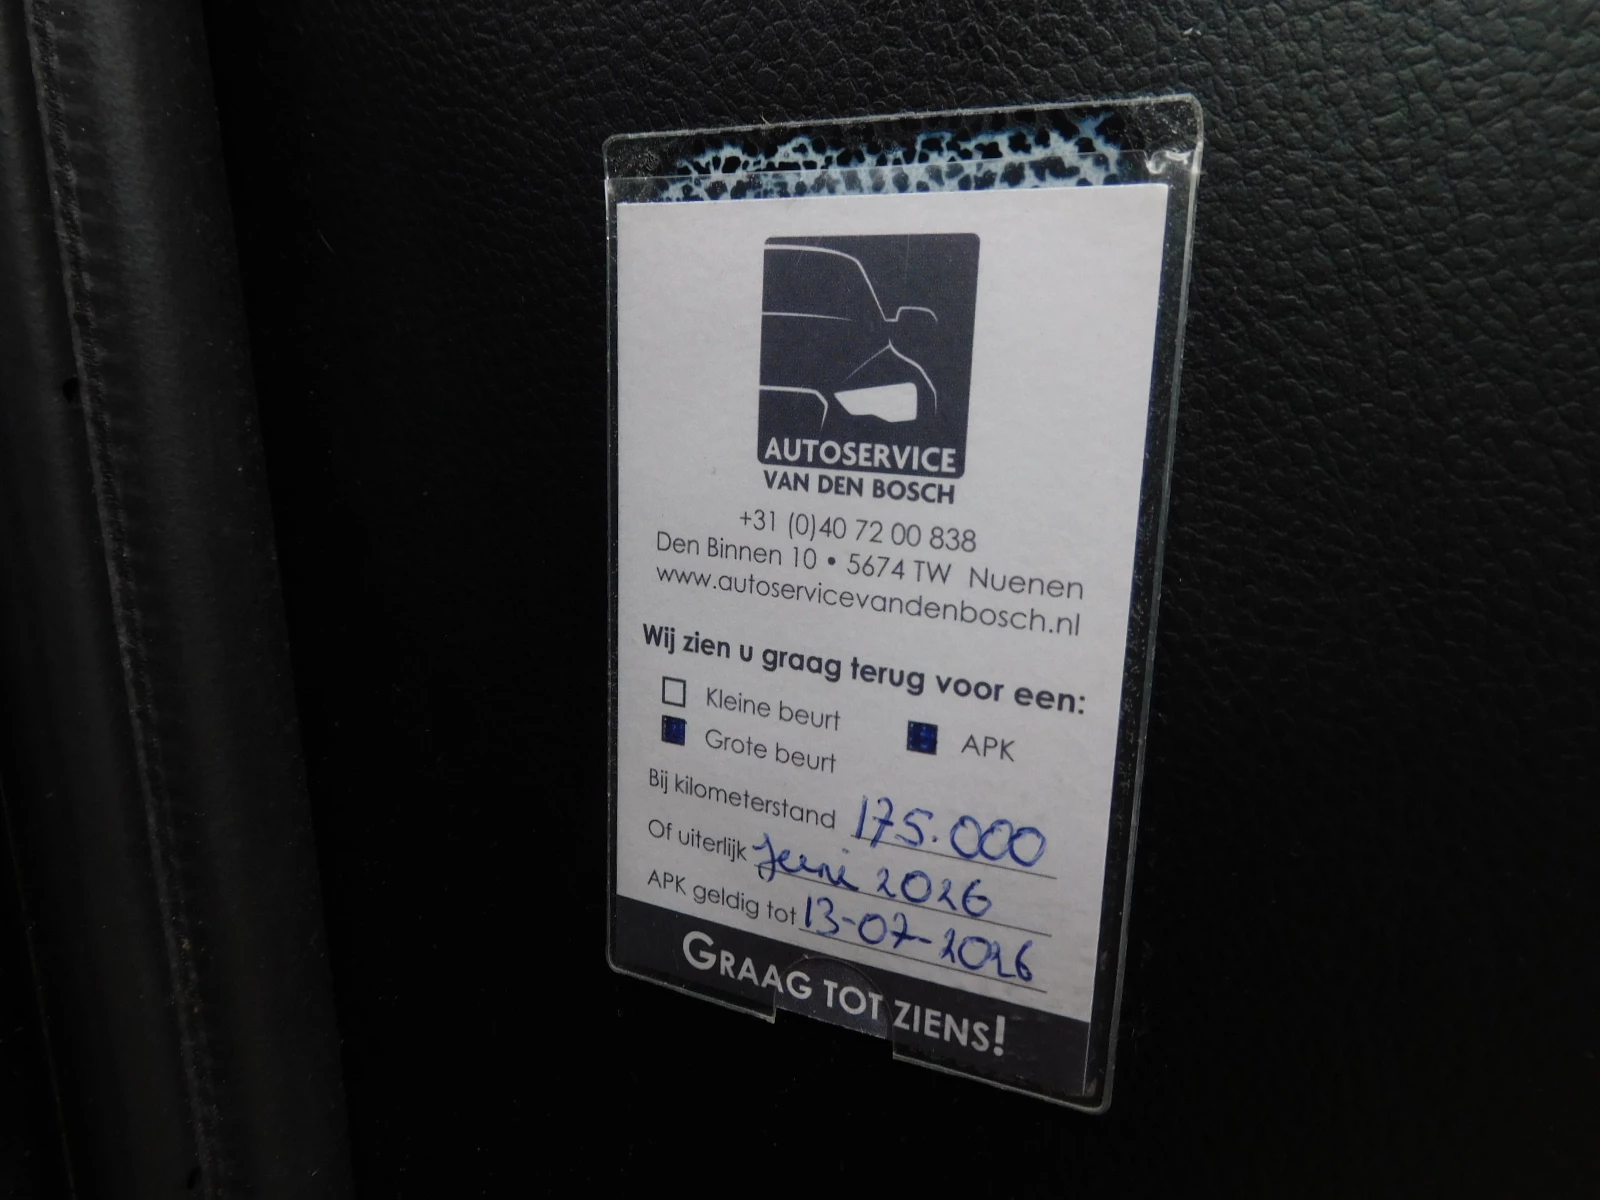 AUTOSERVICE
VAN DEN BOSCH
+31 (0)40 72 00 838
Den Binnen 10 • 5674 TW Nuenen
www.autoservicevandenbosch.nl
Wij zien u graag terug voor een:
Kleine beurt
Grote beurt
APK
Bij kilometerstand 175.000
Of uiterlijk Juni 2026
APK geldig tot 13-07-2026
GRAAG TOT ZIENS!